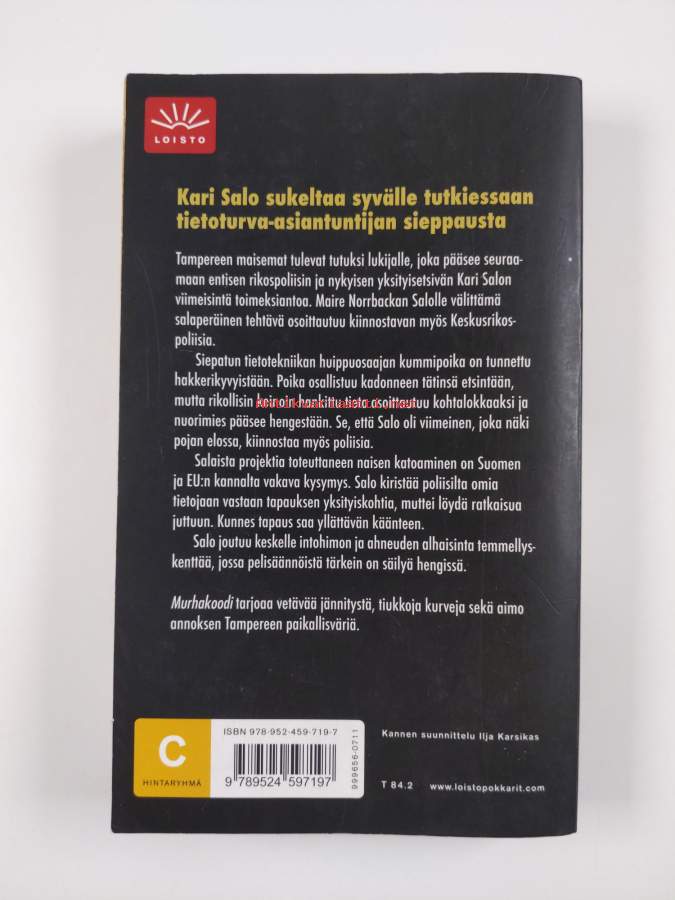 LOISTO
Kari Salo sukeltaa syvälle tutkiessaan
tietoturva-asiantuntijan sieppausta
Tampereen maisemat tulevat tutuksi lukijalle, joka pääsee seuraa-
maan entisen rikospoliisin ja nykyisen yksityisetsivän Kari Salon
viimeisintä toimeksiantoa. Maire Norrbackan Salolle välittämä
salaperäinen tehtävä osoittautuu kiinnostavan myös Keskusrikos-
poliisia.
Siepatun tietotekniikan huippuosaajan kummipoika on tunnettu
hakkerikyvyistään. Poika osallistuu kadonneen tätinsä etsintään,
mutta rikollisin keinoin hankittu tieto osoittautuu kohtalokkaaksi ja
nuorimies pääsee hengestään. Se, että Salo oli viimeinen, joka näki
pojan elossa, kiinnostaa myös poliisia.
Salaista projektia toteuttaneen naisen katoaminen on Suomen
ja EU:n kannalta vakava kysymys. Salo kiristää poliisilta omia
tietojaan vastaan tapauksen yksityiskohtia, muttei löydä ratkaisua
juttuun. Kunnes tapaus saa yllättävän käänteen.
Salo joutuu keskelle intohimon ja ahneuden alhaisinta temmellys-
kenttää, jossa pelisäännöistä tärkein on säilyä hengissä.
Murhakoodi tarjoaa vetävää jännitystä, tiukkoja kurveja sekä aimo
annoksen Tampereen paikallisväriä.
C
HINTARYHMÄ
ISBN 978-952-459-719-7
9 789524 597197
999656-0711
Kannen suunnittelu Ilja Karsikas
T 84.2 www.loistopokkarit.com